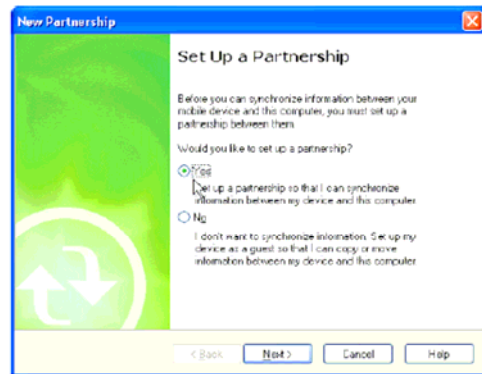 New Partnership
Set Up a Partnership
Before you can synchronize information between your
mobile device and this computer, you must set up a
partnership between them
Would you like to set up a partnership?
Yes
Set up a partnership so that I can synchronize
information between my device and this computer
No
I don't want to synchronize information. Set up my
device as a guest so that I can copy or move
information between my device and this computer
< Back
Next >
Cancel
Help